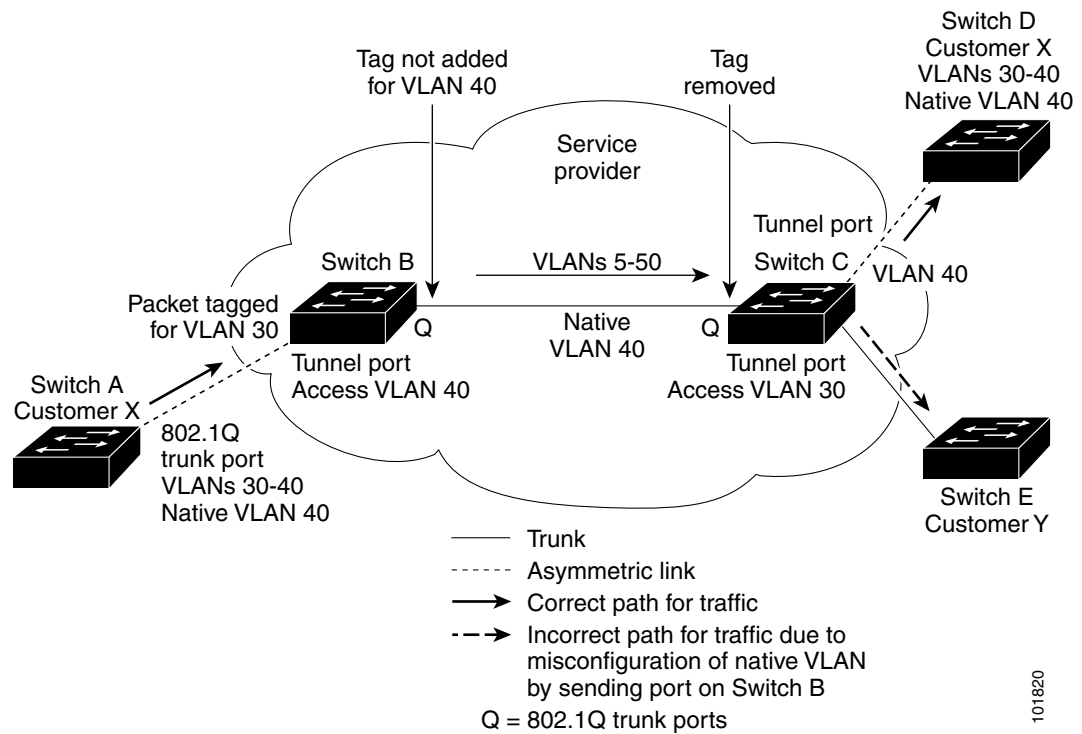 Tag not added
for VLAN 40
Tag
removed
Switch D
Customer X
VLANs 30-40
Native VLAN 40
Service
provider
Tunnel port
Switch B
VLANs 5-50
Switch C
VLAN 40
Packet tagged
for VLAN 30
Q
Native
VLAN 40
Q
Tunnel port
Access VLAN 40
Tunnel port
Access VLAN 30
Switch A
Customer X
802.1Q
trunk port
VLANs 30-40
Native VLAN 40
Switch E
Customer Y
Trunk
Asymmetric link
Correct path for traffic
Incorrect path for traffic due to
misconfiguration of native VLAN
by sending port on Switch B
Q = 802.1Q trunk ports
101820